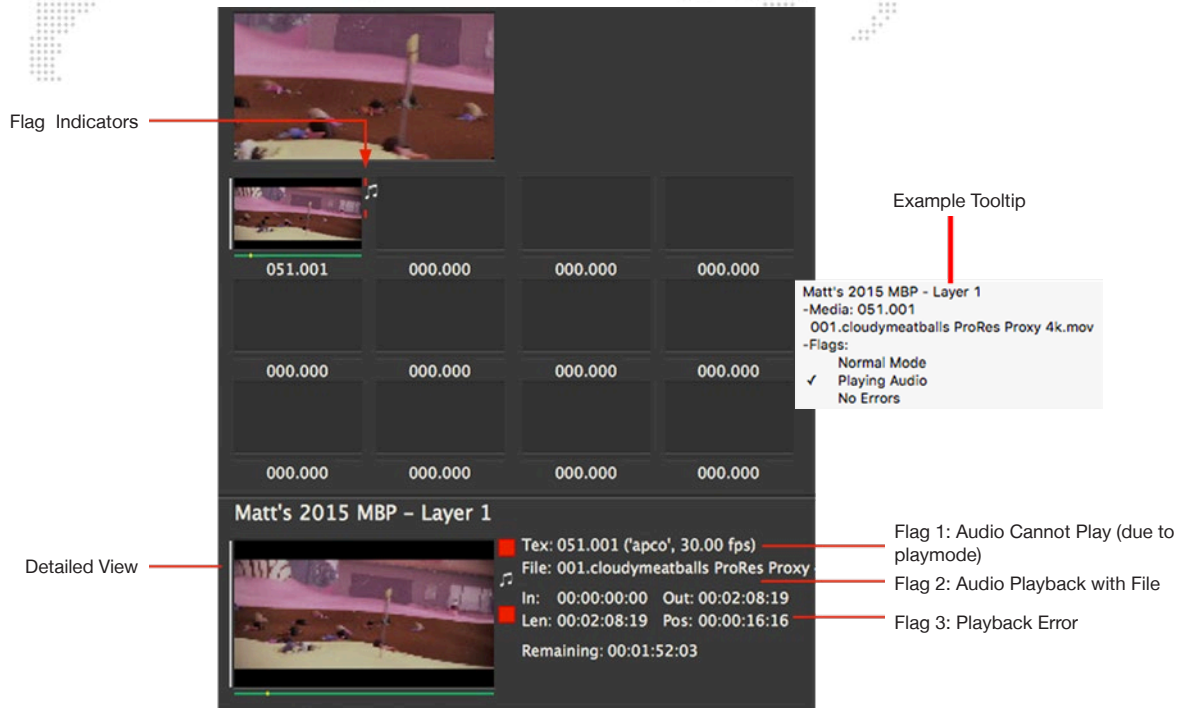 Flag Indicators
051.001 000.000 000.000 000.000
000.000 000.000 000.000 000.000
000.000 000.000 000.000 000.000
Example Tooltip
Matt's 2015 MBP - Layer 1
-Media: 051.001
001.cloudymeatballs ProRes Proxy 4k.mov
-Flags:
Normal Mode
✓ Playing Audio
No Errors
Matt's 2015 MBP – Layer 1
Detailed View
Tex: 051.001 ('apco', 30.00 fps)
File: 001.cloudymeatballs ProRes Proxy
In: 00:00:00:00 Out: 00:02:08:19
Len: 00:02:08:19 Pos: 00:00:16:16
Remaining: 00:01:52:03
Flag 1: Audio Cannot Play (due to
playmode)
Flag 2: Audio Playback with File
Flag 3: Playback Error